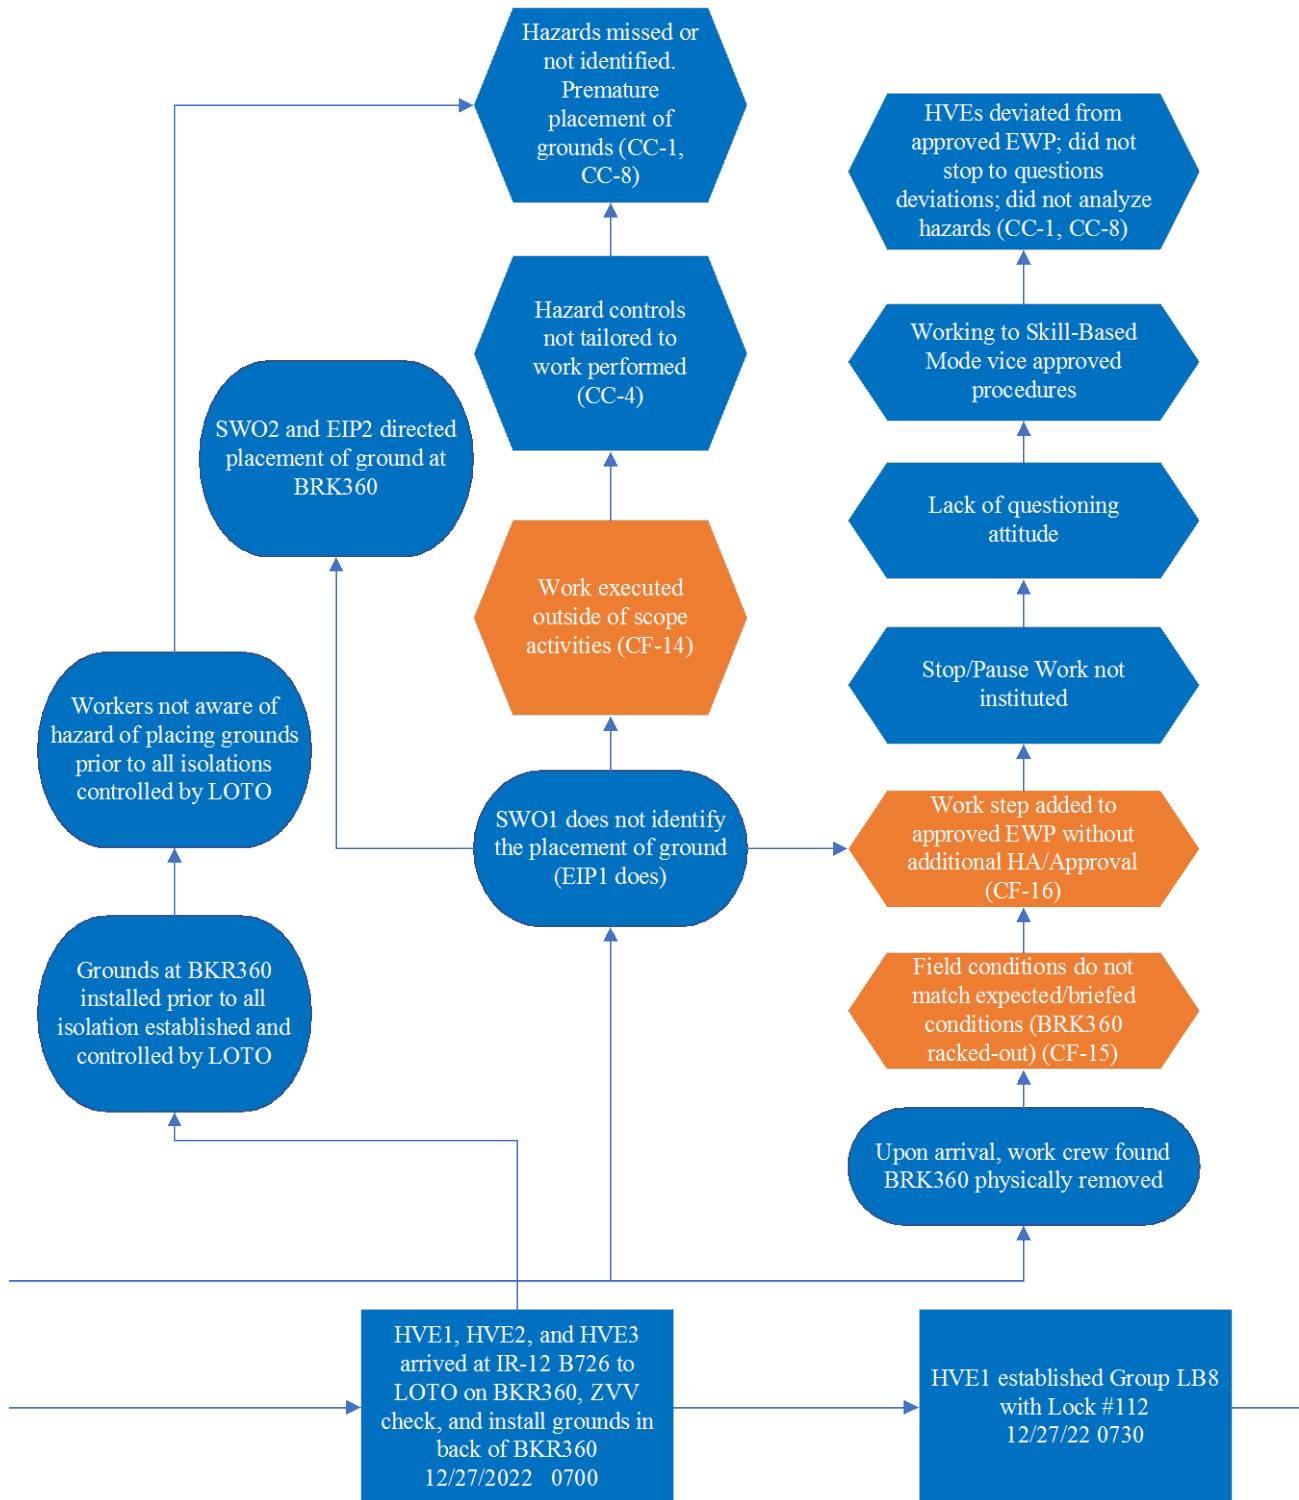 Hazards missed or
not identified.
Premature
placement of
grounds (CC-1,
CC-8)
HVEs deviated from
approved EWP; did not
stop to questions
deviations; did not analyze
hazards (CC-1, CC-8)
Hazard controls
not tailored to
work performed
(CC-4)
Working to Skill-Based
Mode vice approved
procedures
SWO2 and EIP2 directed
placement of ground at
BRK360
Lack of questioning
attitude
Work executed
outside of scope
activities (CF-14)
Stop/Pause Work not
instituted
Workers not aware of
hazard of placing grounds
prior to all isolations
controlled by LOTO
SWO1 does not identify
the placement of ground
(EIP1 does)
Work step added to
approved EWP without
additional HA/Approval
(CF-16)
Grounds at BKR360
installed prior to all
isolation established and
controlled by LOTO
Field conditions do not
match expected/briefed
conditions (BRK360
racked-out) (CF-15)
Upon arrival, work crew found
BRK360 physically removed
HVE1, HVE2, and HVE3
arrived at IR-12 B726 to
LOTO on BKR360, ZVV
check, and install grounds in
back of BKR360
12/27/2022 0700
HVE1 established Group LB8
with Lock #112
12/27/22 0730